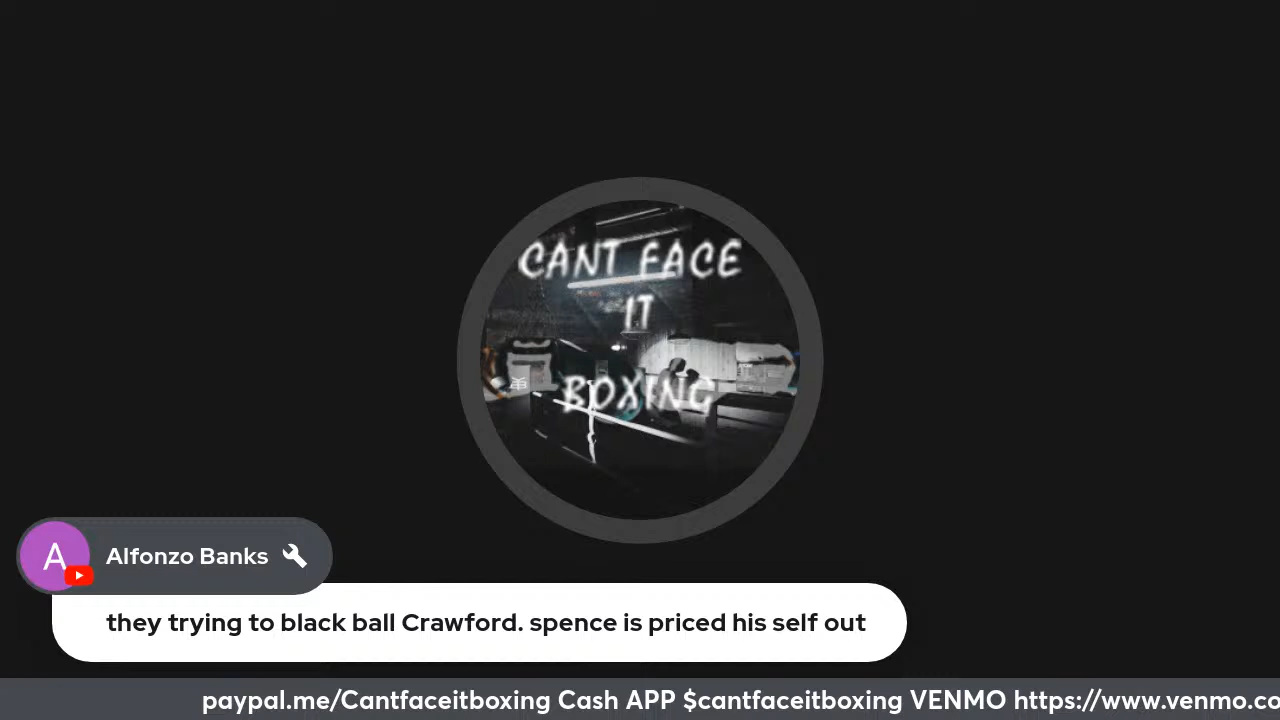 CANT FACE
IT
BOXING
A
Alfonzo Banks
they trying to black ball Crawford. spence is priced his self out
paypal.me/Cantfaceitboxing Cash APP $cantfaceitboxing VENMO https://www.venmo.co